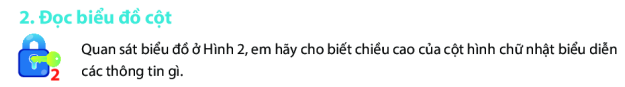 2. Đọc biểu đồ cột
Quan sát biểu đồ ở Hình 2, em hãy cho biết chiều cao của cột hình chữ nhật biểu diễn
2
các thông tin gì.